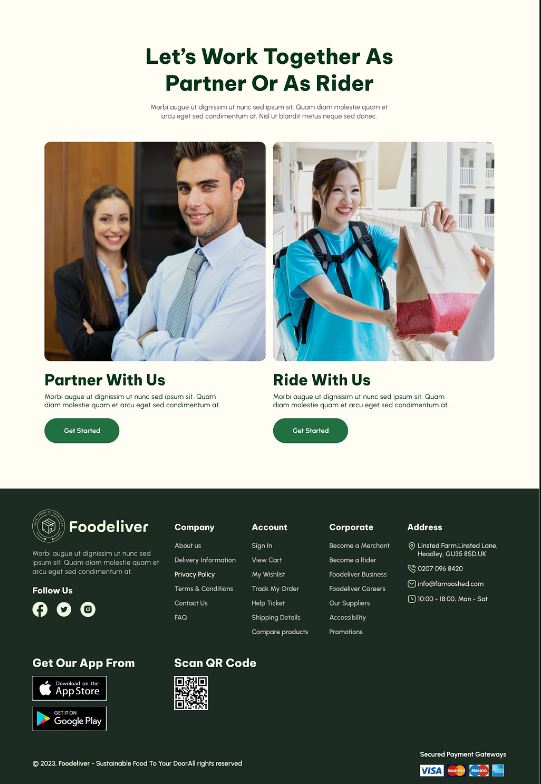 Let's Work Together As
Partner Or As Rider
Morbi augue ut dignissim ut nunc sed ipsum sit. Quam diam molestie quam et
arcu eget sed condimentum at. Nisl ut blandit metus neque sed donec.
Partner With Us
Morbi augue ut dignissim ut nunc sed ipsum sit. Quam
diam molestie quam et arcu eget sed condimentum at.
Get Started
Ride With Us
Morbi augue ut dignissim ut nunc sed ipsum sit. Quam
diam molestie quam et arcu eget sed condimentum at.
Get Started
Foodeliver
Morbi augue ut dignissim ut nunc sed
ipsum sit. Quam diam molestie quam et
arcu eget sed condimentum at.
Follow Us
Company
About us
Delivery Information
Privacy Policy
Terms & Conditions
Contact Us
FAQ
Account
Sign In
View Cart
My Wishlist
Track My Order
Help Ticket
Shipping Details
Compare products
Corporate
Become a Merchant
Become a Rider
Foodeliver Business
Foodeliver Careers
Our Suppliers
Accessibility
Promotions
Address
Linsted Farm,Linsted Lane,
Headley, GU35 8SD,UK
0207 096 8420
info@famooshed.com
10:00 - 18:00, Mon - Sat
Get Our App From
Download on the
App Store
GET IT ON
Google Play
Scan QR Code
© 2023, Foodeliver - Sustainable Food To Your DoorAll rights reserved
Secured Payment Gateways
VISA
MasterCard
Maestro